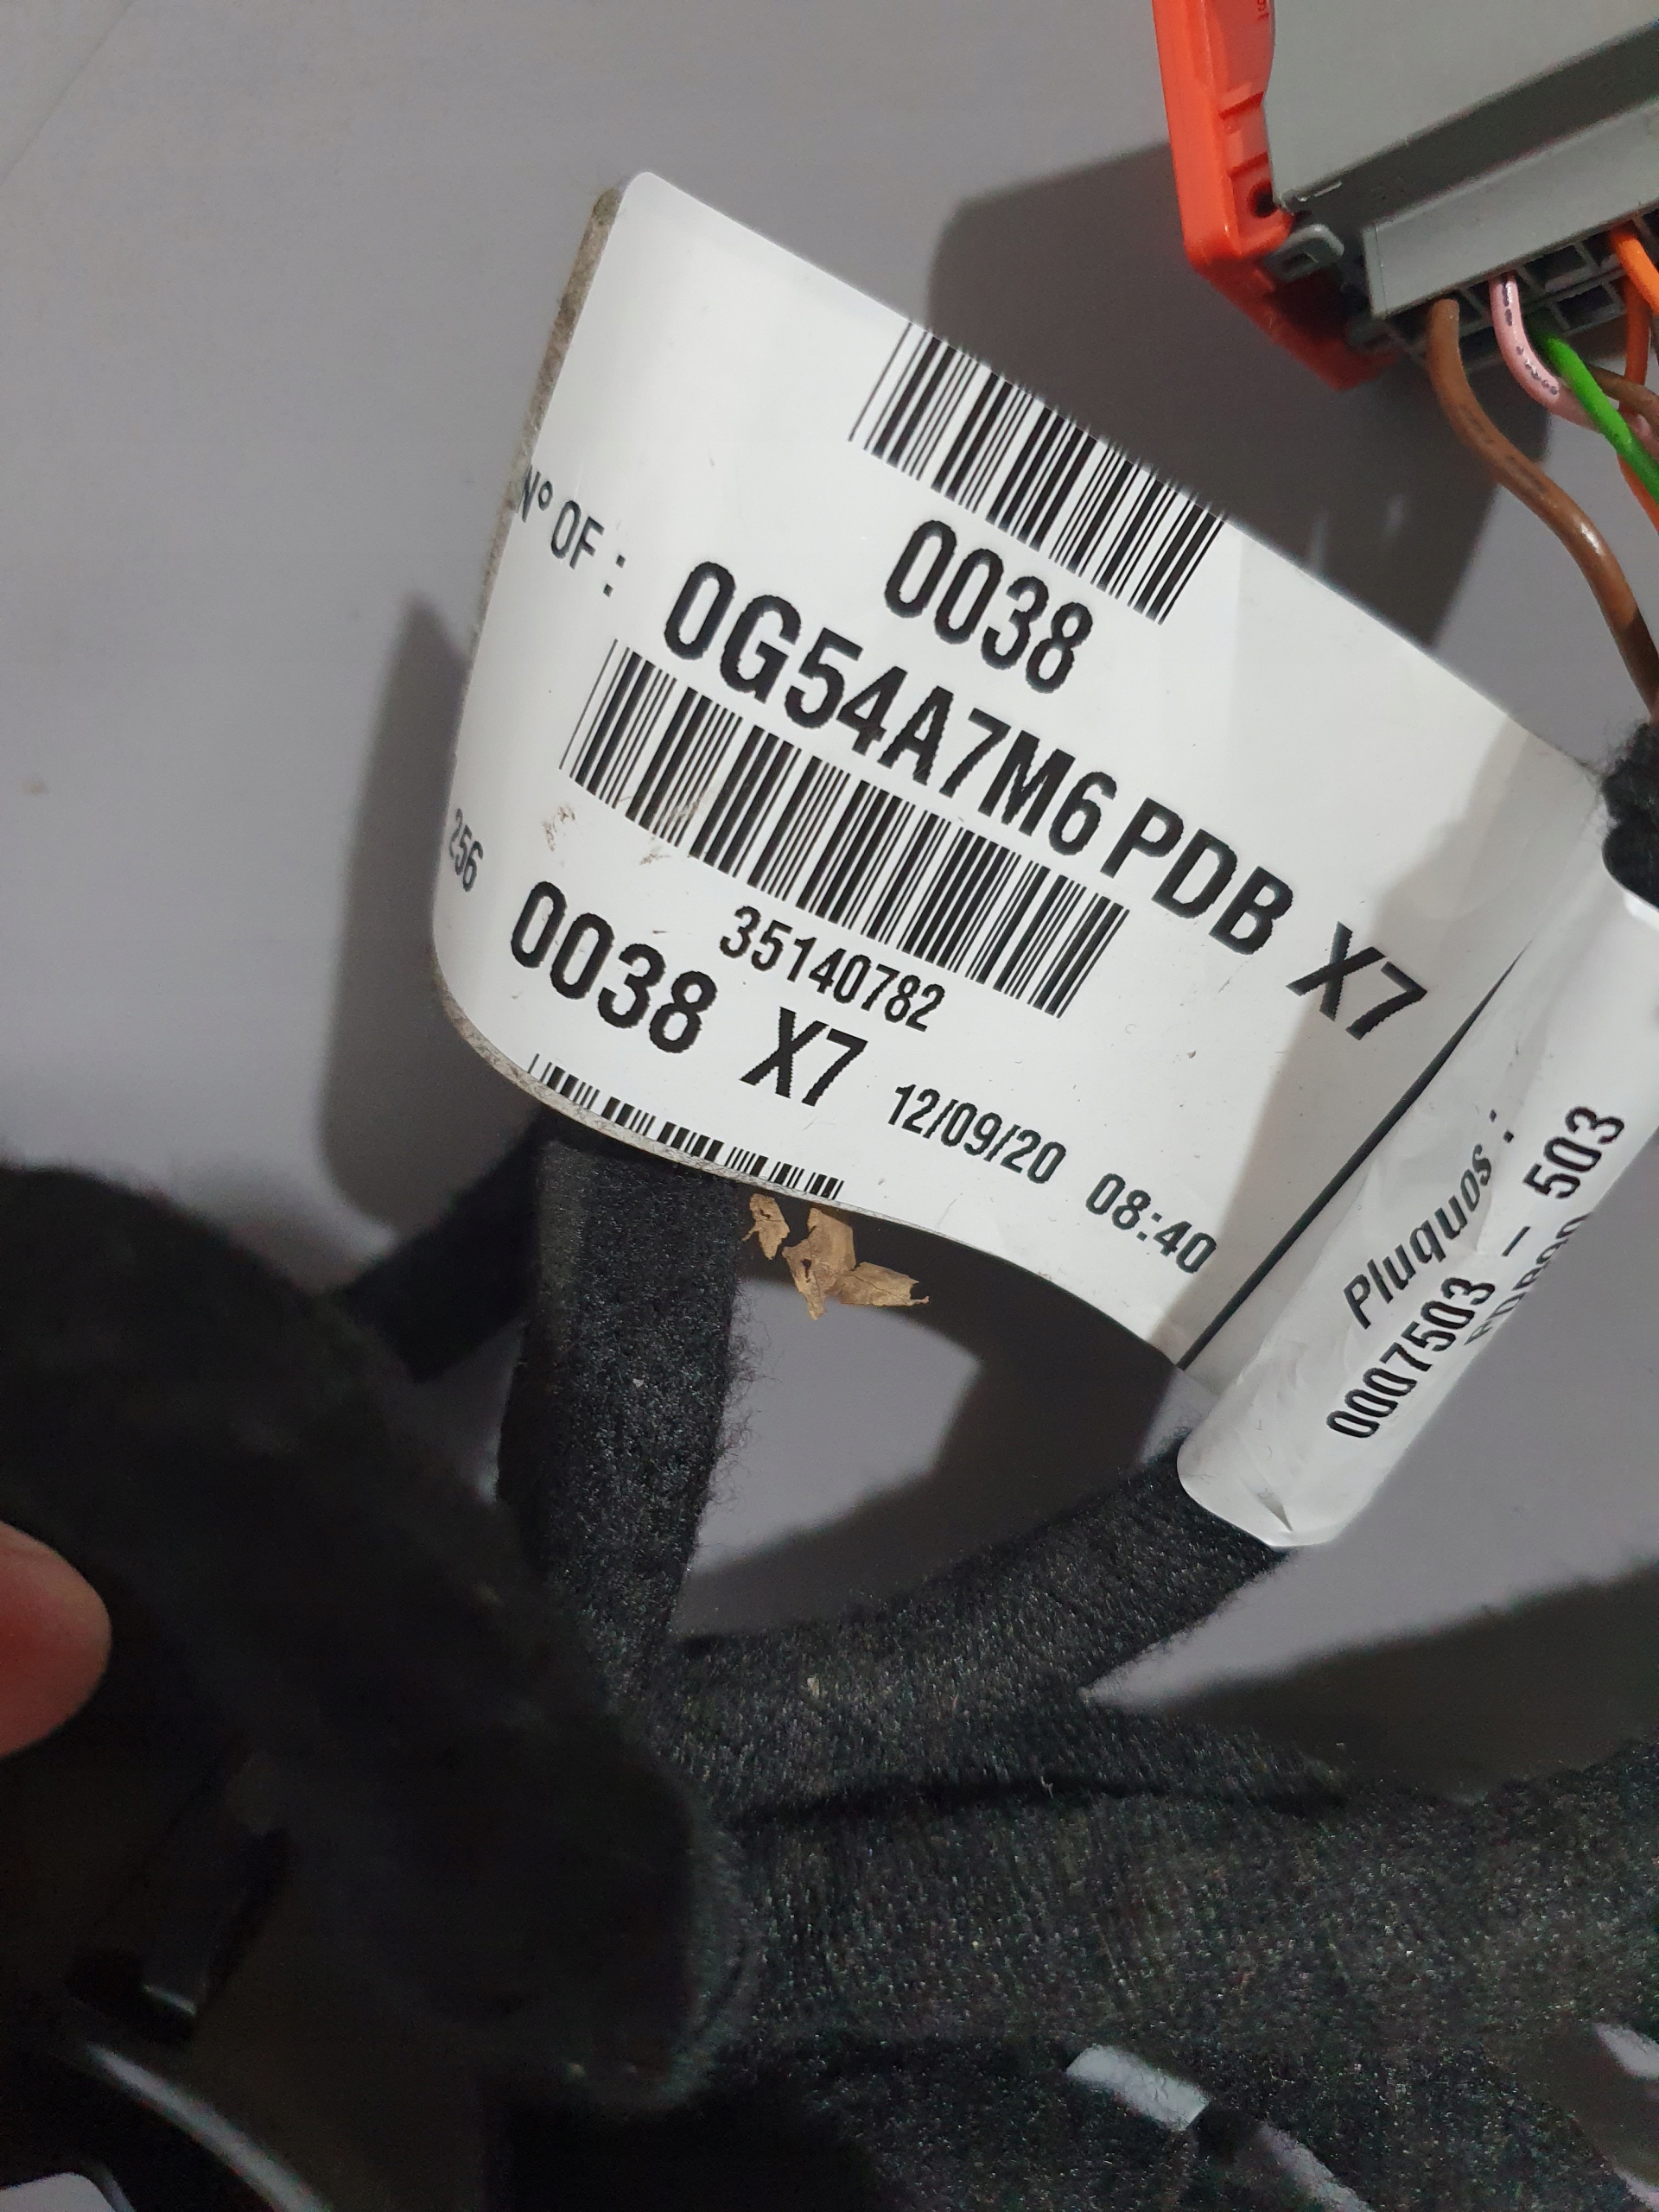 0038
N° OF : 0G54A7M6 PDB X7
35140782
256 0038 X7 12/09/20 08:40
Pluquos :
0007503 - 503